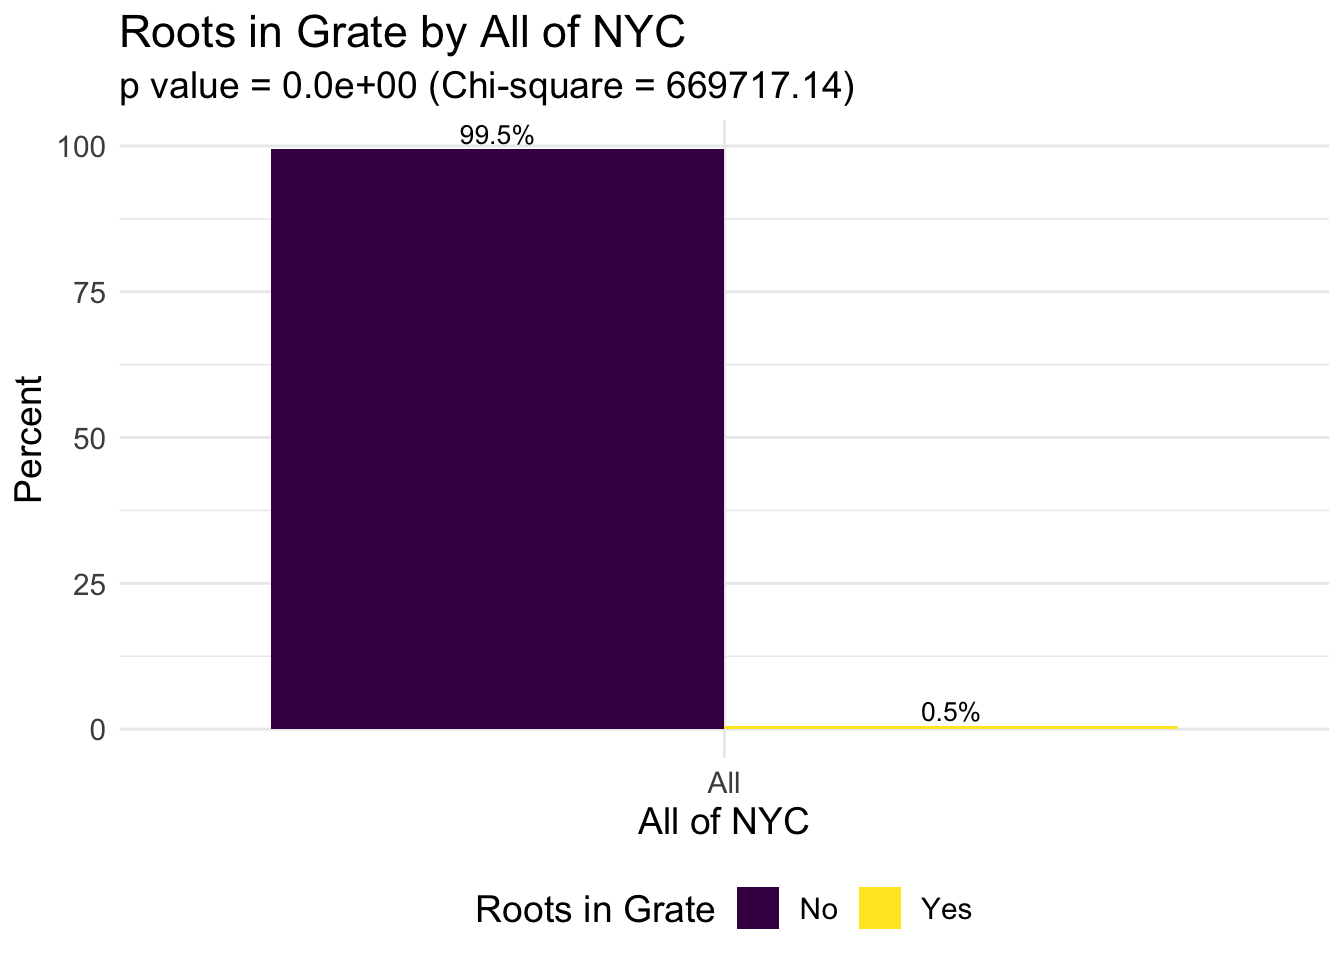 Roots in Grate by All of NYC
p value = 0.0e+00 (Chi-square = 669717.14)
99.5%
100
75
50
25
0
Percent
0.5%
All
All of NYC
Roots in Grate No Yes